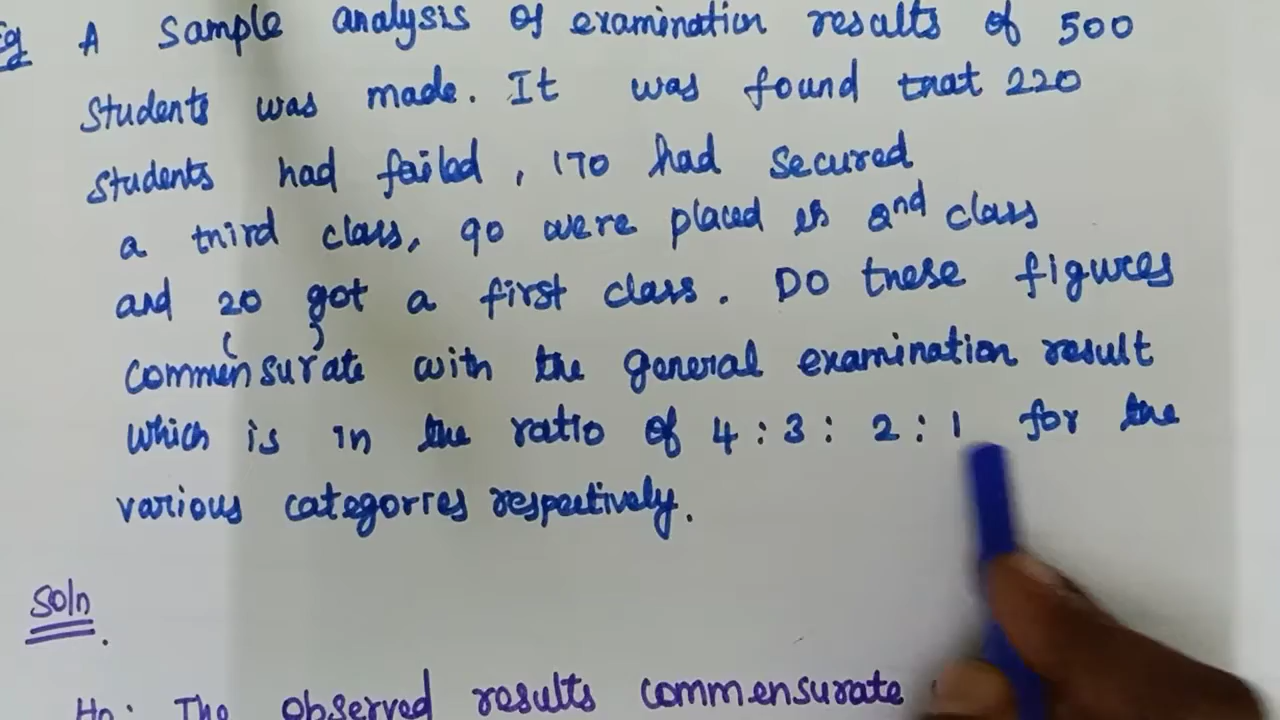 Eg A Sample analysis of examination results of 500
Students was made. It was found that 220
Students had failed, 170 had secured
a third class, 90 were placed in 2nd class
and 20 got a first class. Do these figures
commensurate with the general examination result
which is in the ratio of 4:3:2:1 for the
various categories respectively.
Soln
Ho: The observed results commensurate